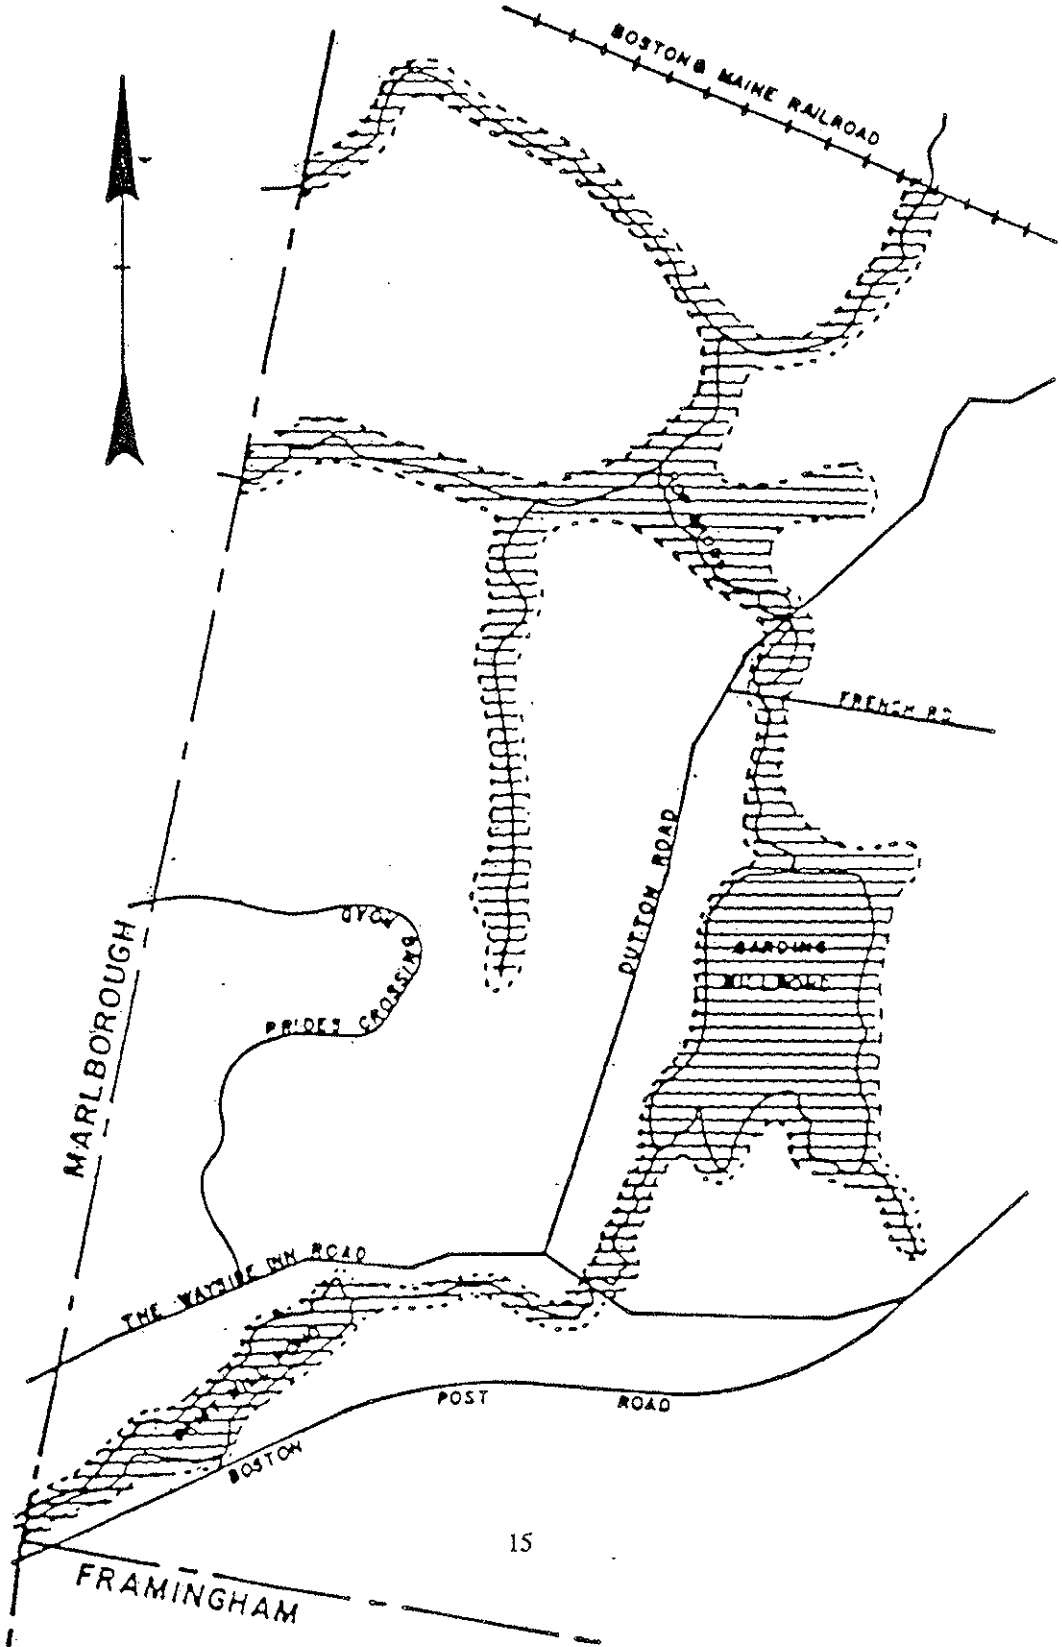 BOSTON & MAINE RAILROAD
FRENCH RD
DUTTON ROAD
ROAD
PRIDES CROSSING
MARLBOROUGH
THE WAYSIDE INN ROAD
BOSTON POST ROAD
15
FRAMINGHAM